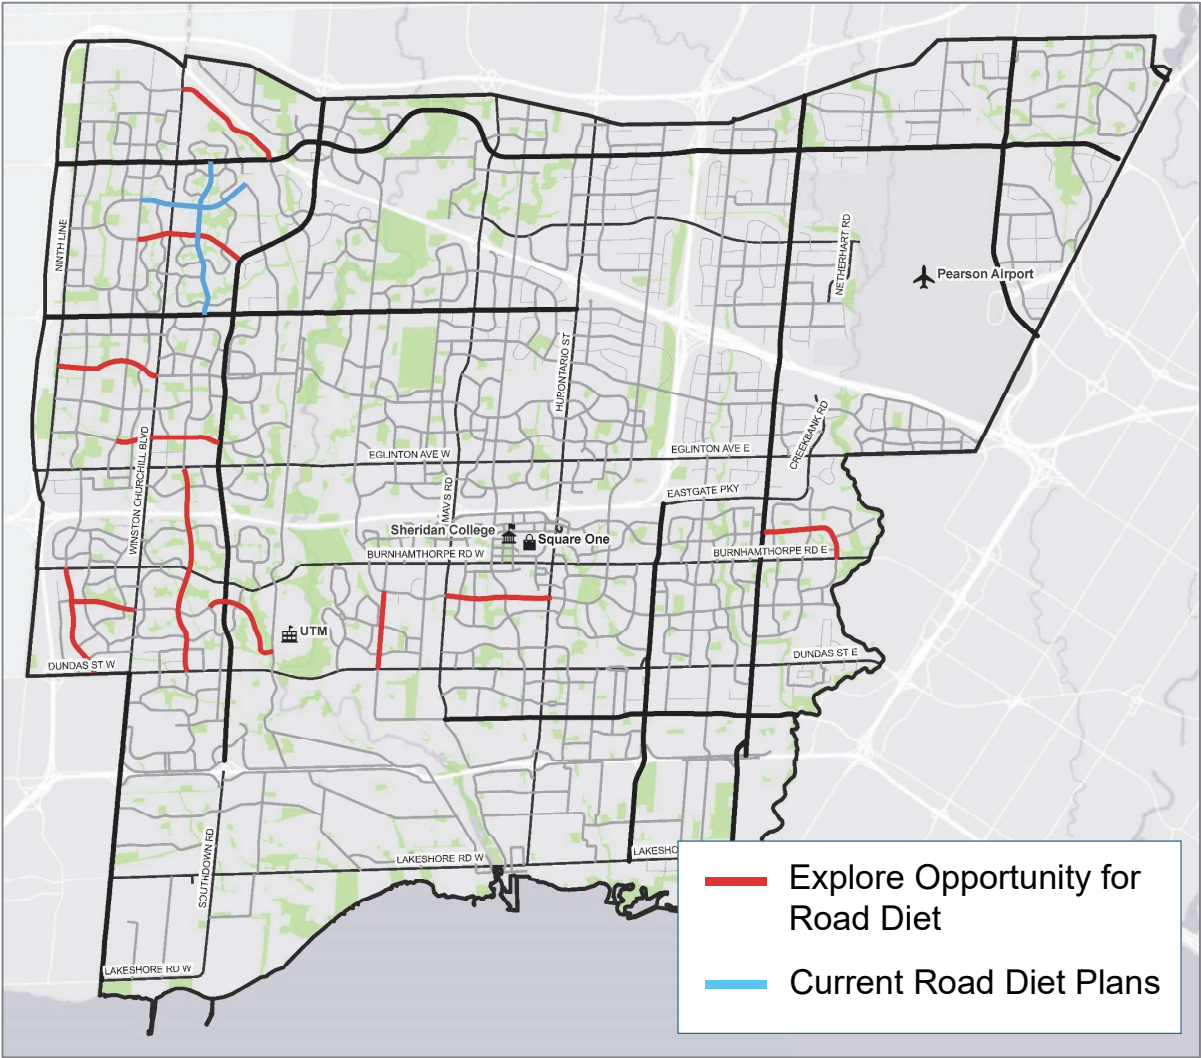 NINTH LINE
NETHERHART RD
Pearson Airport
HURONTARIO ST
CREEKBANK RD
WINSTON CHURCHILL BLVD
EGLINTON AVE W
EGLINTON AVE E
MAVIS RD
EASTGATE PKY
Sheridan College
Square One
BURNHAMTHORPE RD W
BURNHAMTHORPE RD E
UTM
DUNDAS ST W
DUNDAS ST E
SOUTHDOWN RD
LAKESHORE RD W
LAKESHO
LAKESHORE RD W
Explore Opportunity for
Road Diet
Current Road Diet Plans